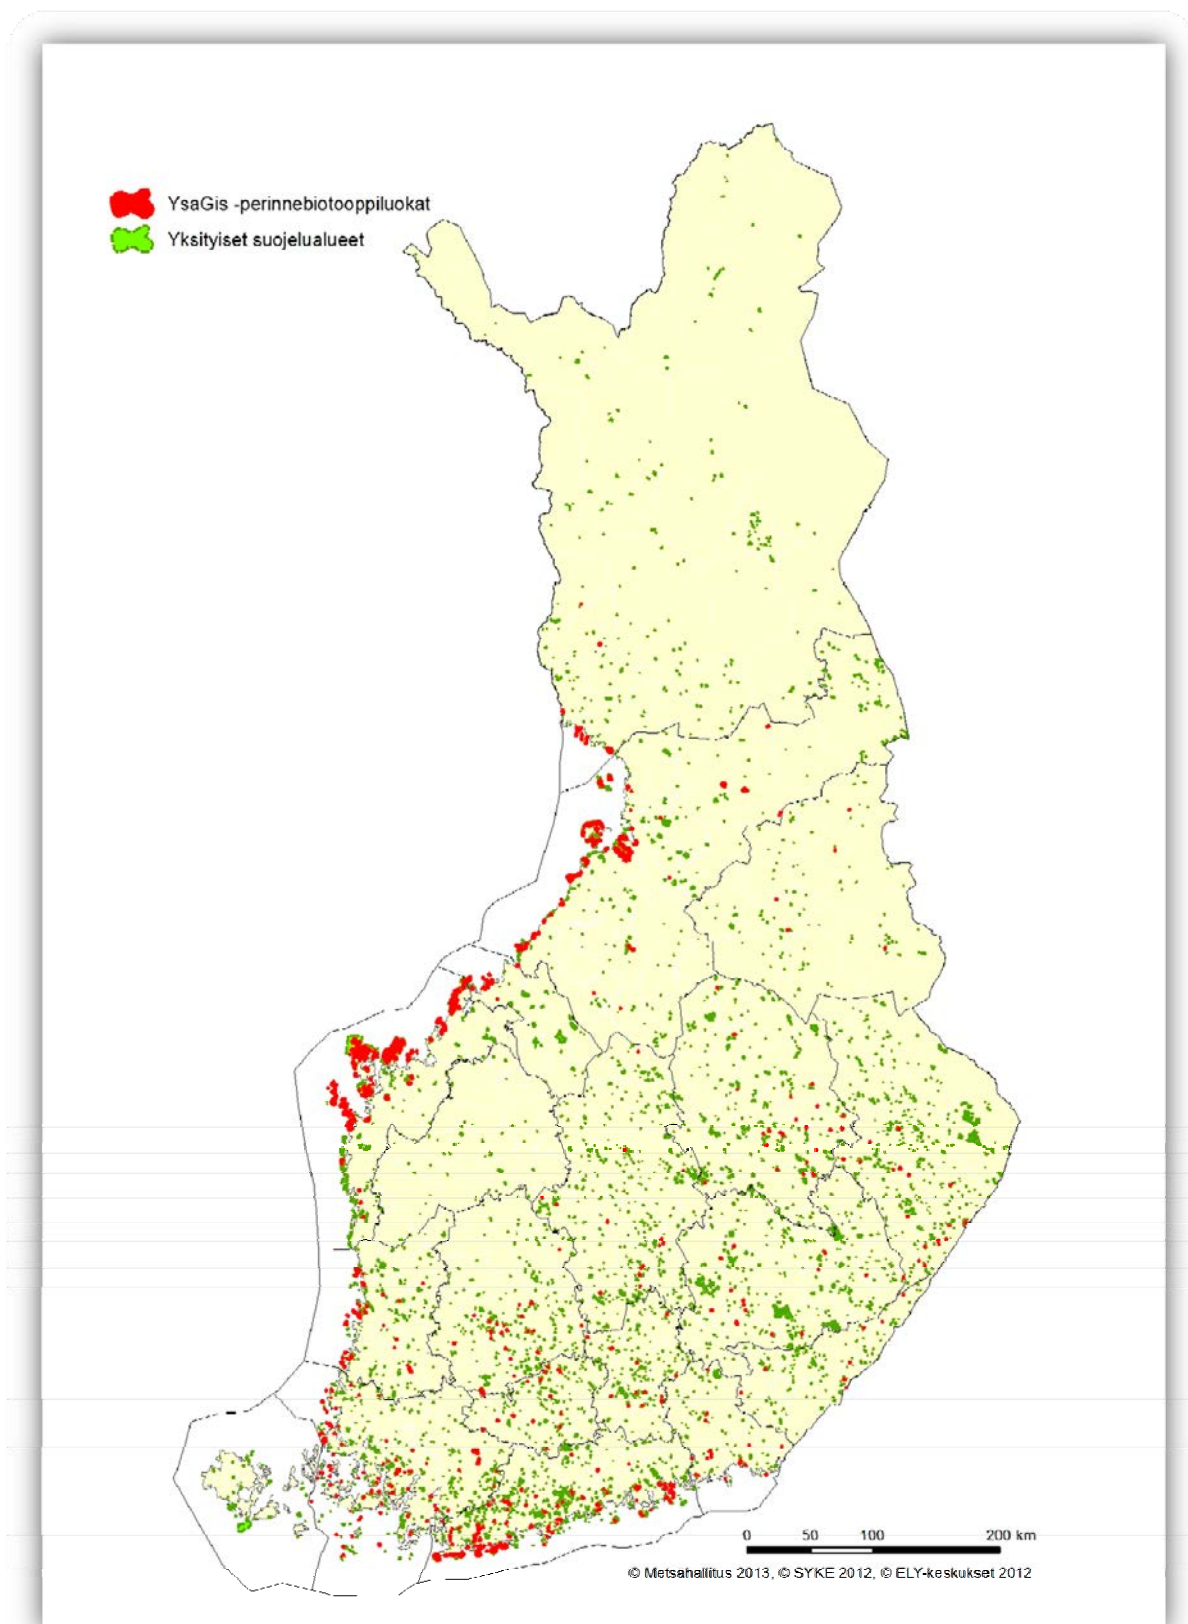 YsaGis -perinnebiotooppiluokat
Yksityiset suojelualueet
0 50 100 200 km
© Metsähallitus 2013, © SYKE 2012, © ELY-keskukset 2012